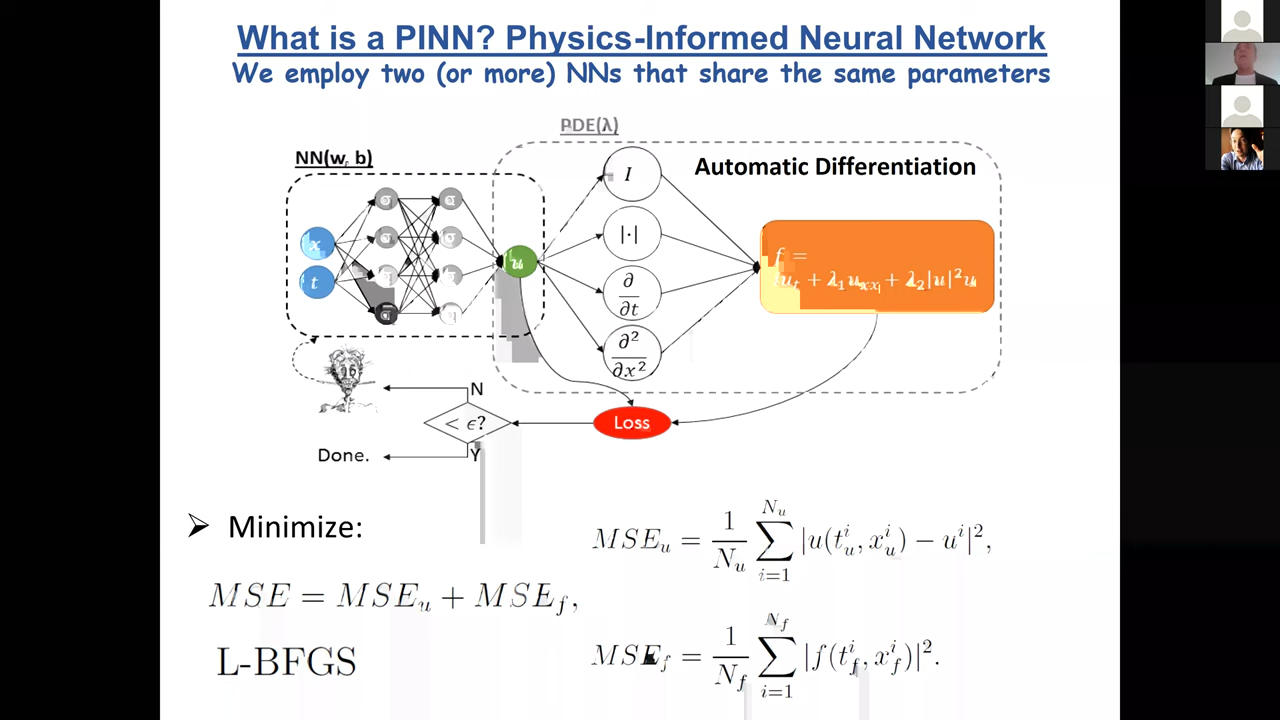 What is a PINN? Physics-Informed Neural Network
We employ two (or more) NNs that share the same parameters
PDE(λ)
NN(w, b)
Automatic Differentiation
x
t
σ σ
σ σ
σ σ
σ
u
I
|·|
∂/∂t
∂²/∂x²
f =
u_t + λ₁u_xx + λ₂|u|²u
N
< ϵ?
Loss
Done.
Y
➢ Minimize:
MSE = MSE_u + MSE_f,
L-BFGS
MSE_u = 1/N_u ∑_{i=1}^{N_u} |u(t_u^i, x_u^i) − u^i|²,
MSE_f = 1/N_f ∑_{i=1}^{N_f} |f(t_f^i, x_f^i)|².